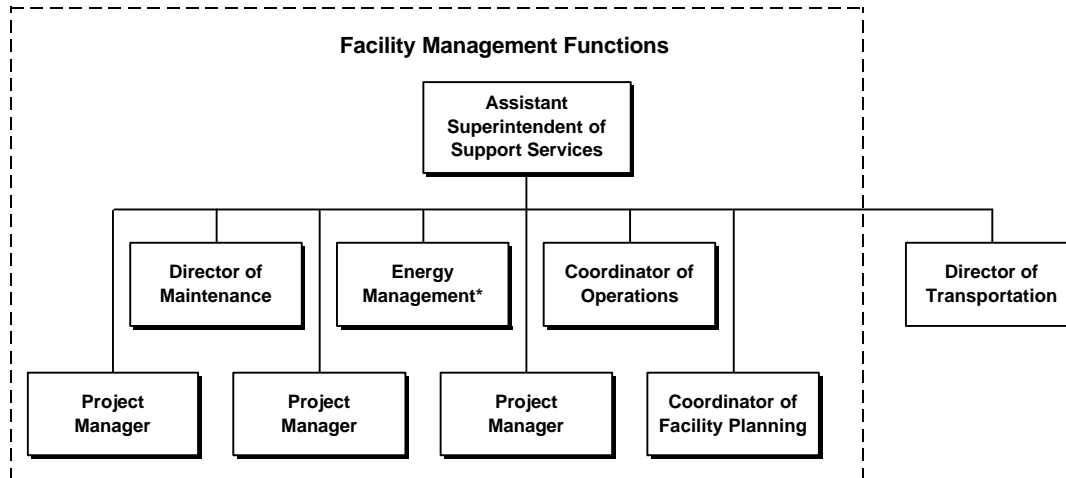 Facility Management Functions
Assistant
Superintendent of
Support Services
Director of
Maintenance
Energy
Management*
Coordinator of
Operations
Director of
Transportation
Project
Manager
Project
Manager
Project
Manager
Coordinator of
Facility Planning